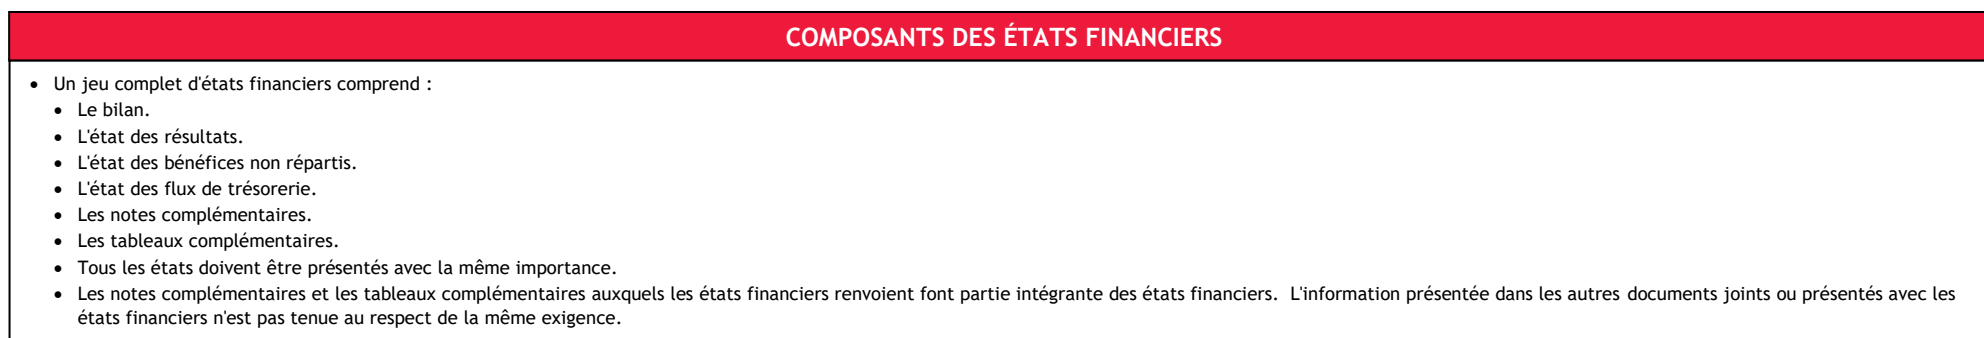 COMPOSANTS DES ÉTATS FINANCIERS
• Un jeu complet d'états financiers comprend :
• Le bilan.
• L'état des résultats.
• L'état des bénéfices non répartis.
• L'état des flux de trésorerie.
• Les notes complémentaires.
• Les tableaux complémentaires.
• Tous les états doivent être présentés avec la même importance.
• Les notes complémentaires et les tableaux complémentaires auxquels les états financiers renvoient font partie intégrante des états financiers. L'information présentée dans les autres documents joints ou présentés avec les
états financiers n'est pas tenue au respect de la même exigence.